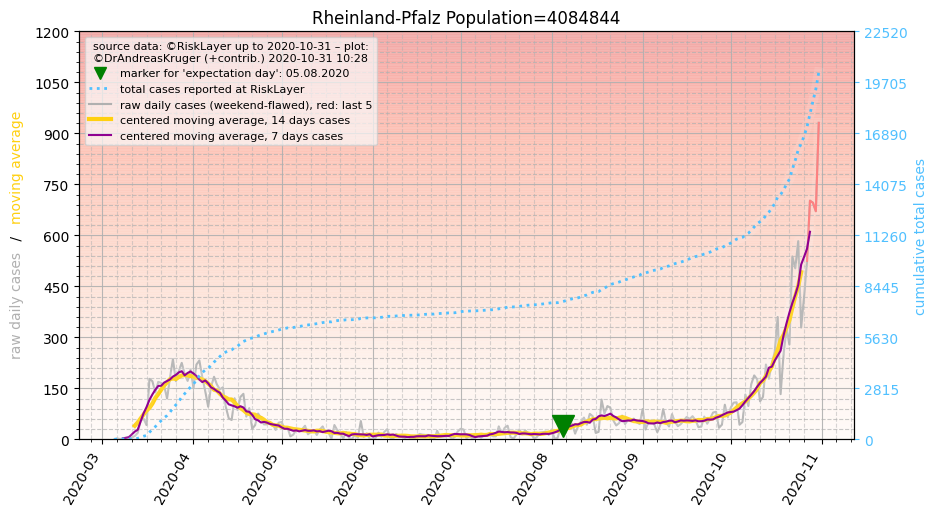 Rheinland-Pfalz Population=4084844
source data: ©RiskLayer up to 2020-10-31 – plot:
©DrAndreasKruger (+contrib.) 2020-10-31 10:28
marker for 'expectation day': 05.08.2020
total cases reported at RiskLayer
raw daily cases (weekend-flawed), red: last 5
centered moving average, 14 days cases
centered moving average, 7 days cases
raw daily cases / moving average
1200
1050
900
750
600
450
300
150
0
22520
19705
16890
14075
11260
8445
5630
2815
0
cumulative total cases
2020-03
2020-04
2020-05
2020-06
2020-07
2020-08
2020-09
2020-10
2020-11